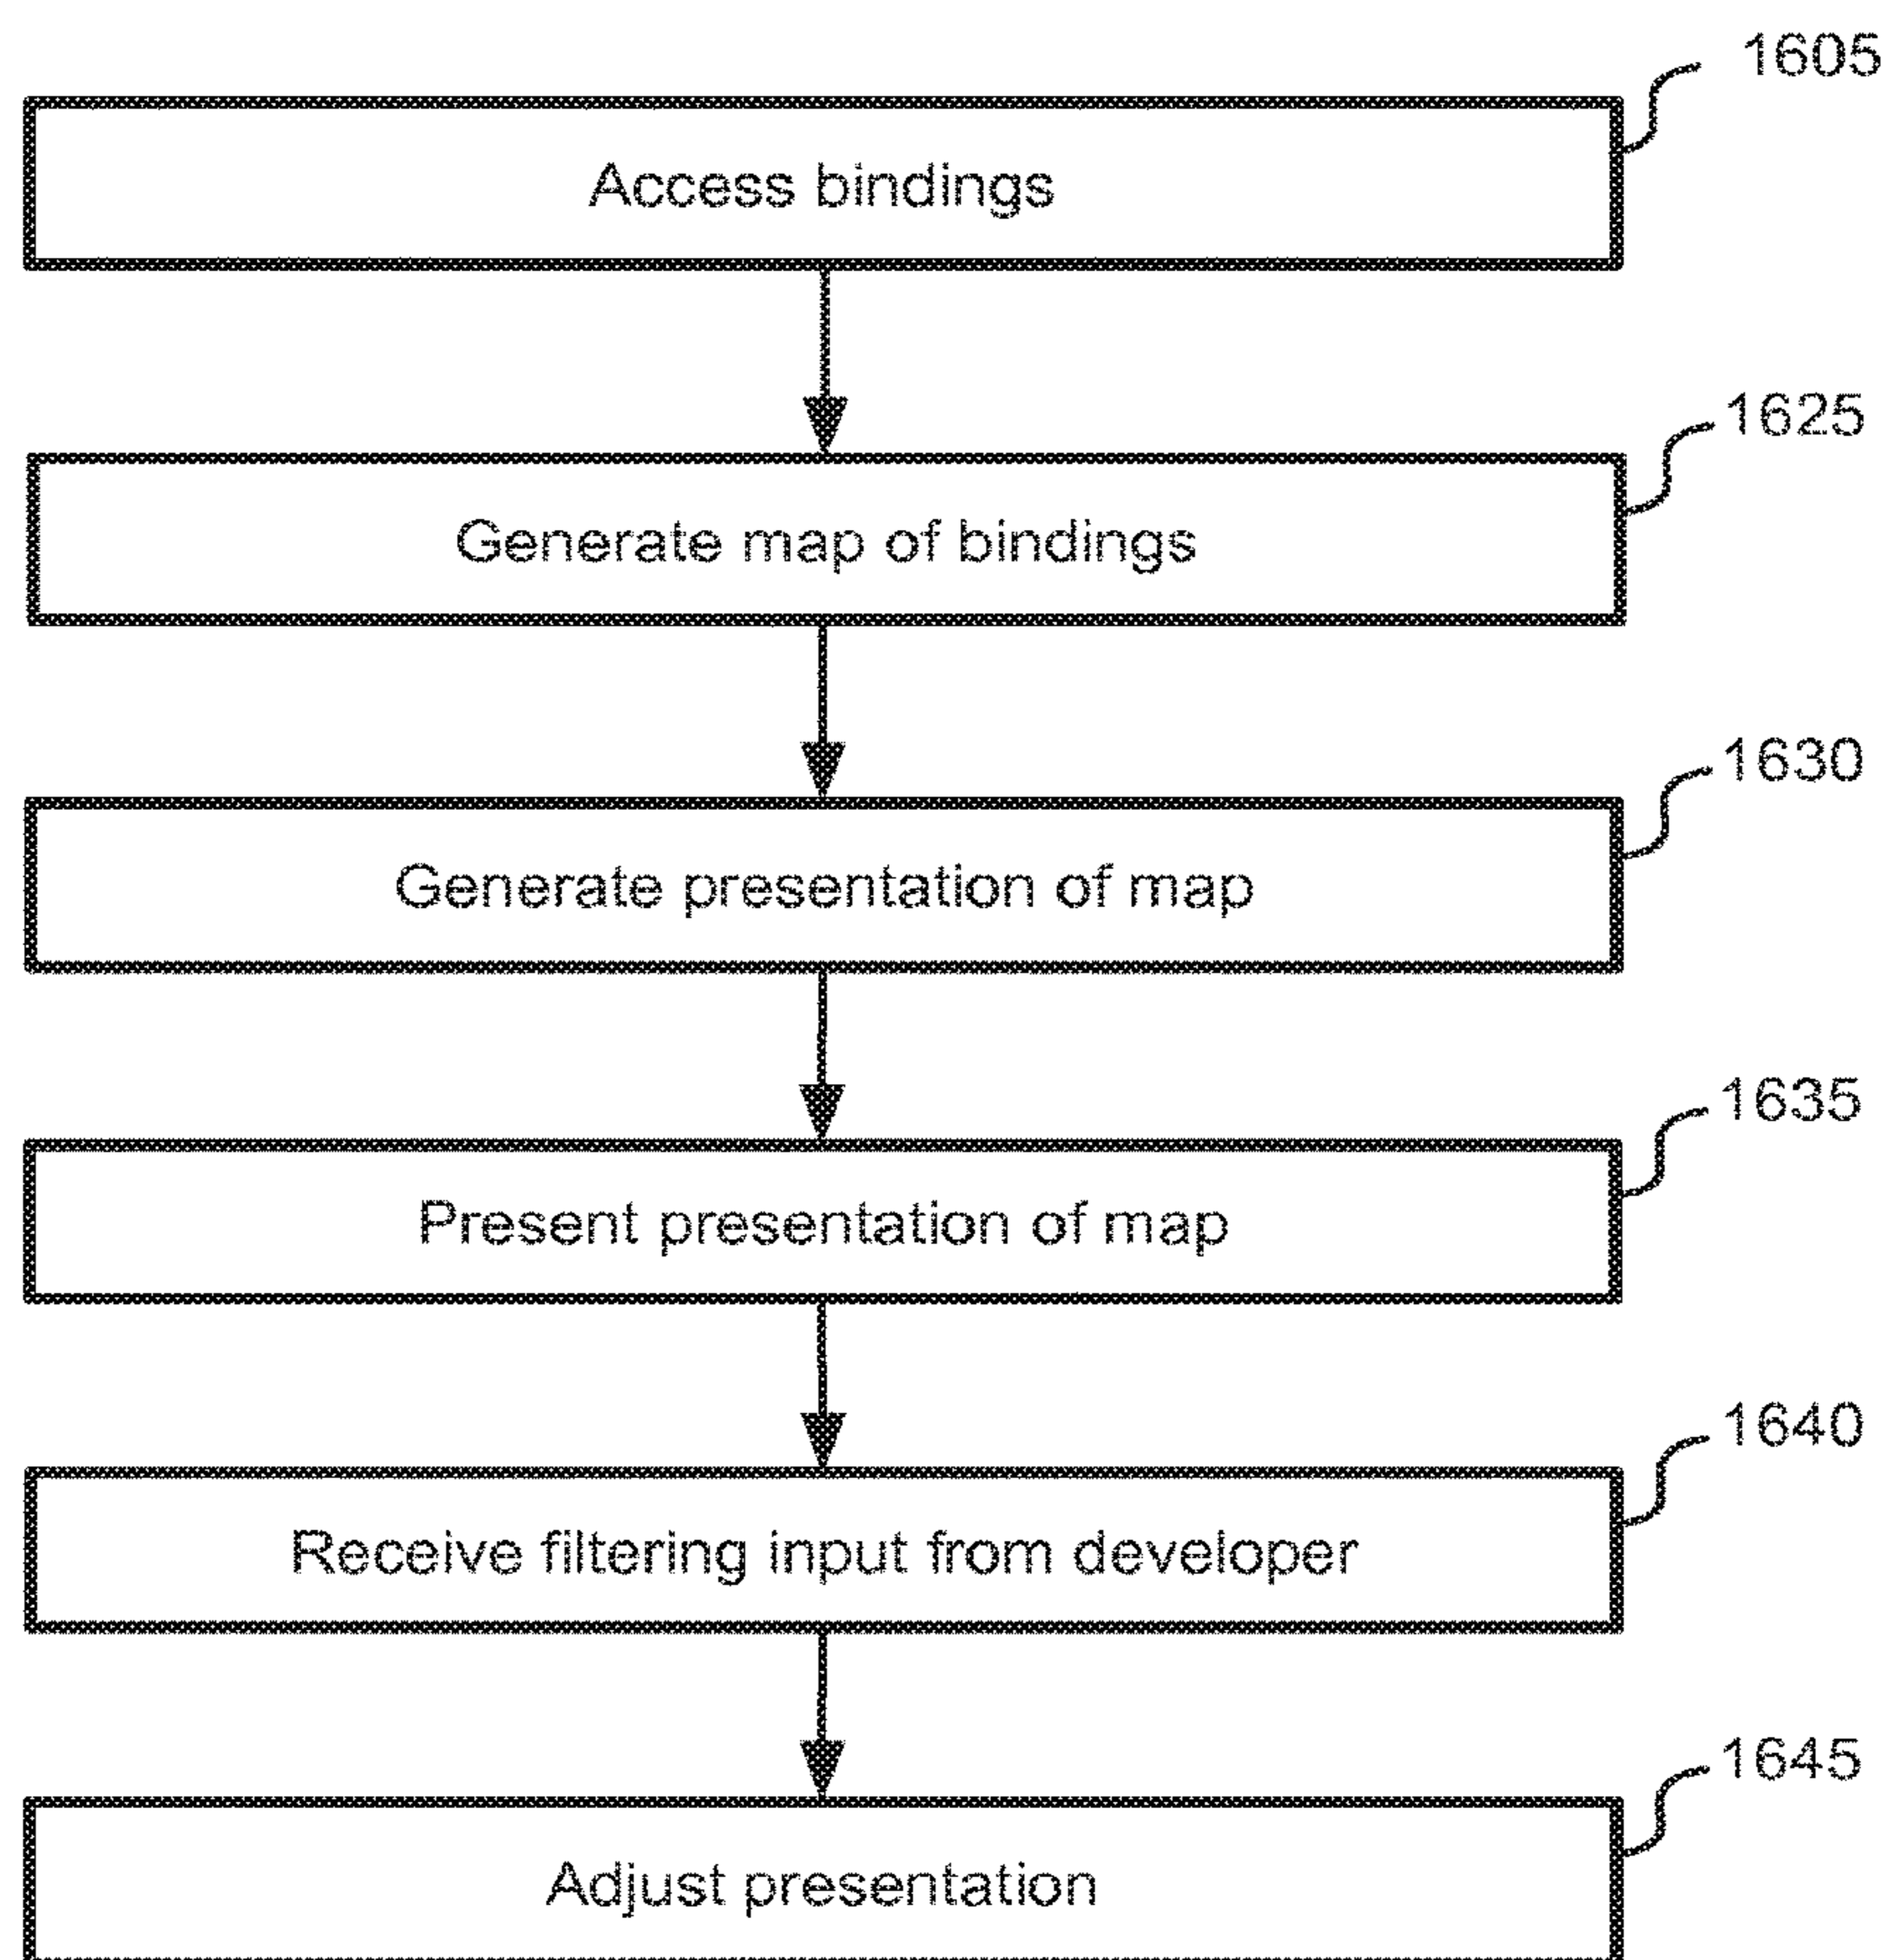 1605
Access bindings
1625
Generate map of bindings
1630
Generate presentation of map
1635
Present presentation of map
1640
Receive filtering input from developer
1645
Adjust presentation